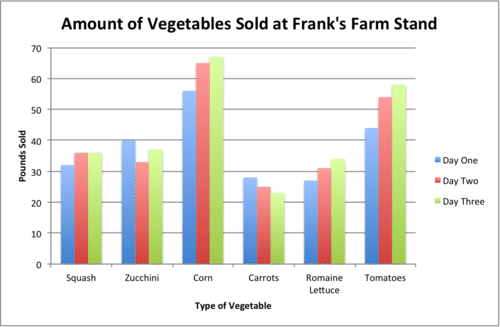 Amount of Vegetables Sold at Frank's Farm Stand
70
60
50
40
30
20
10
0
Pounds Sold
Squash
Zucchini
Corn
Carrots
Romaine
Lettuce
Tomatoes
Type of Vegetable
Day One
Day Two
Day Three